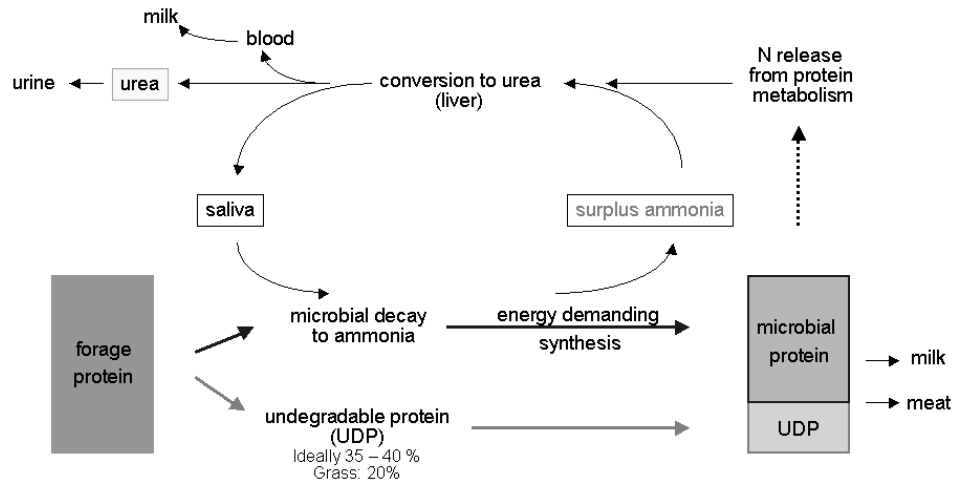 milk
blood
urine
urea
conversion to urea
(liver)
N release
from protein
metabolism
saliva
surplus ammonia
forage
protein
microbial decay
to ammonia
energy demanding
synthesis
microbial
protein
milk
meat
undegradable protein
(UDP)
Ideally 35 – 40 %
Grass: 20%
UDP